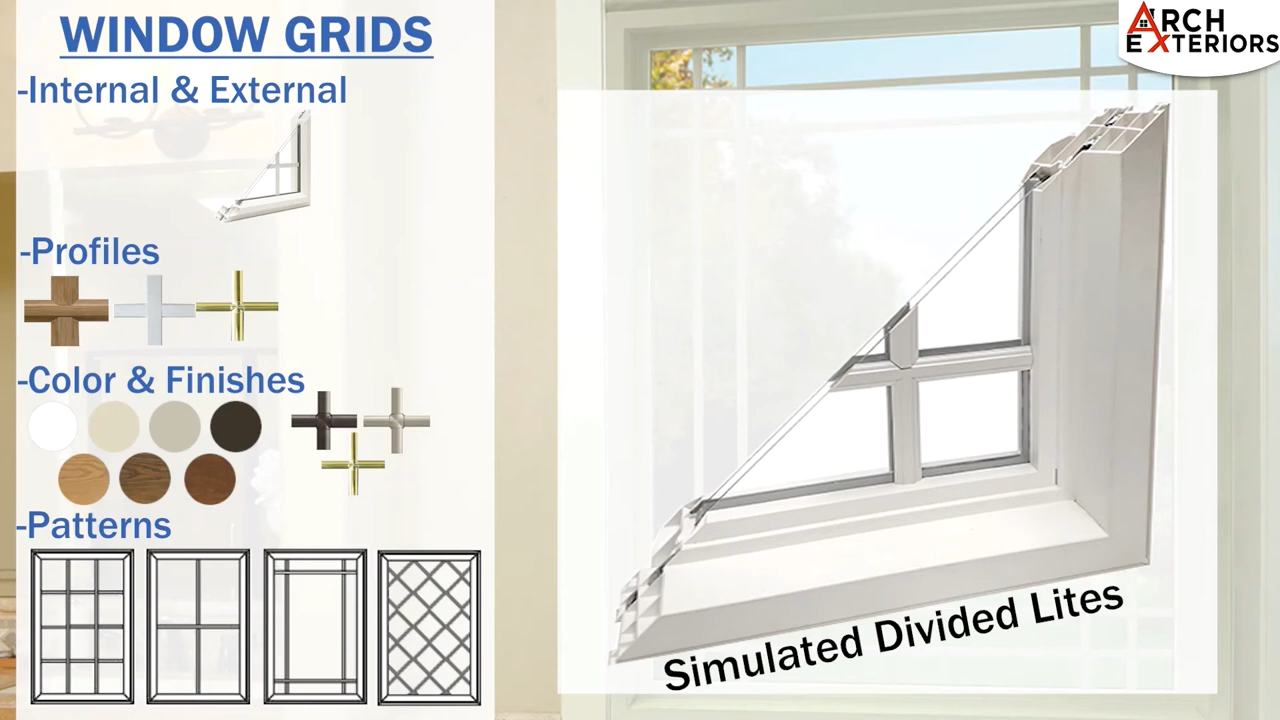 WINDOW GRIDS
-Internal & External
-Profiles
-Color & Finishes
-Patterns
ARCH
EXTERIORS
Simulated Divided Lites